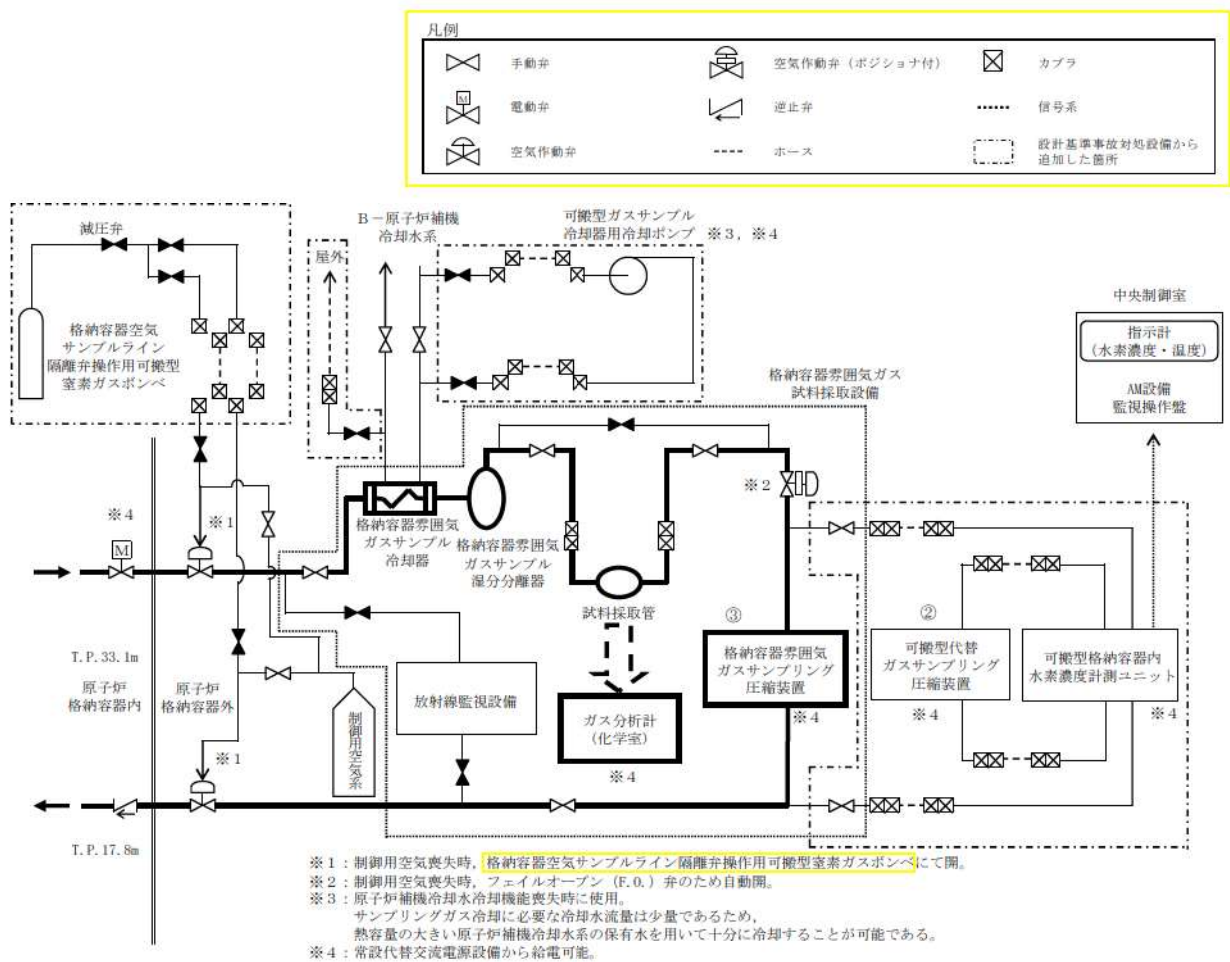 凡例
手動弁
空気作動弁（ポジショナ付）
カプラ
電動弁
逆止弁
信号系
空気作動弁
ホース
設計基準事故対処設備から
追加した箇所
減圧弁
格納容器空気
サンプルライン
隔離弁操作用可搬型
窒素ガスボンベ
屋外
B－原子炉補機
冷却水系
可搬型ガスサンプル
冷却器用冷却ポンプ
※3，※4
中央制御室
指示計
（水素濃度・温度）
AM設備
監視操作盤
格納容器雰囲気ガス
試料採取設備
※2
※4
※1
M
格納容器雰囲気
ガスサンプル
冷却器
格納容器雰囲気
ガスサンプル
湿分分離器
試料採取管
③
格納容器雰囲気
ガスサンプリング
圧縮装置
※4
②
可搬型代替
ガスサンプリング
圧縮装置
※4
可搬型格納容器内
水素濃度計測ユニット
※4
T.P.33.1m
原子炉
格納容器内
原子炉
格納容器外
放射線監視設備
ガス分析計
（化学室）
※4
制御用空気系
※1
T.P.17.8m
※1：制御用空気喪失時，格納容器空気サンプルライン隔離弁操作用可搬型窒素ガスボンベにて開。
※2：制御用空気喪失時，フェイルオープン（F.O.）弁のため自動開。
※3：原子炉補機冷却水冷却機能喪失時に使用。
サンプリングガス冷却に必要な冷却水流量は少量であるため，
熱容量の大きい原子炉補機冷却水系の保有水を用いて十分に冷却することが可能である。
※4：常設代替交流電源設備から給電可能。